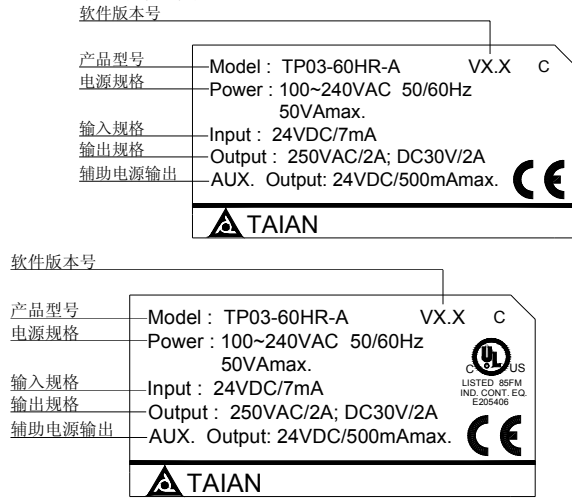 软件版本号
产品型号 Model : TP03-60HR-A VX.X C
电源规格 Power : 100~240VAC 50/60Hz
50VAmax.
输入规格 Input : 24VDC/7mA
输出规格 Output : 250VAC/2A; DC30V/2A
辅助电源输出 AUX. Output: 24VDC/500mAmax. CE
TAIAN
软件版本号
产品型号 Model : TP03-60HR-A VX.X C
电源规格 Power : 100~240VAC 50/60Hz
50VAmax.
C UL US
LISTED 85FM
IND. CONT. EQ.
E205406
输入规格 Input : 24VDC/7mA
输出规格 Output : 250VAC/2A; DC30V/2A
辅助电源输出 AUX. Output: 24VDC/500mAmax. CE
TAIAN